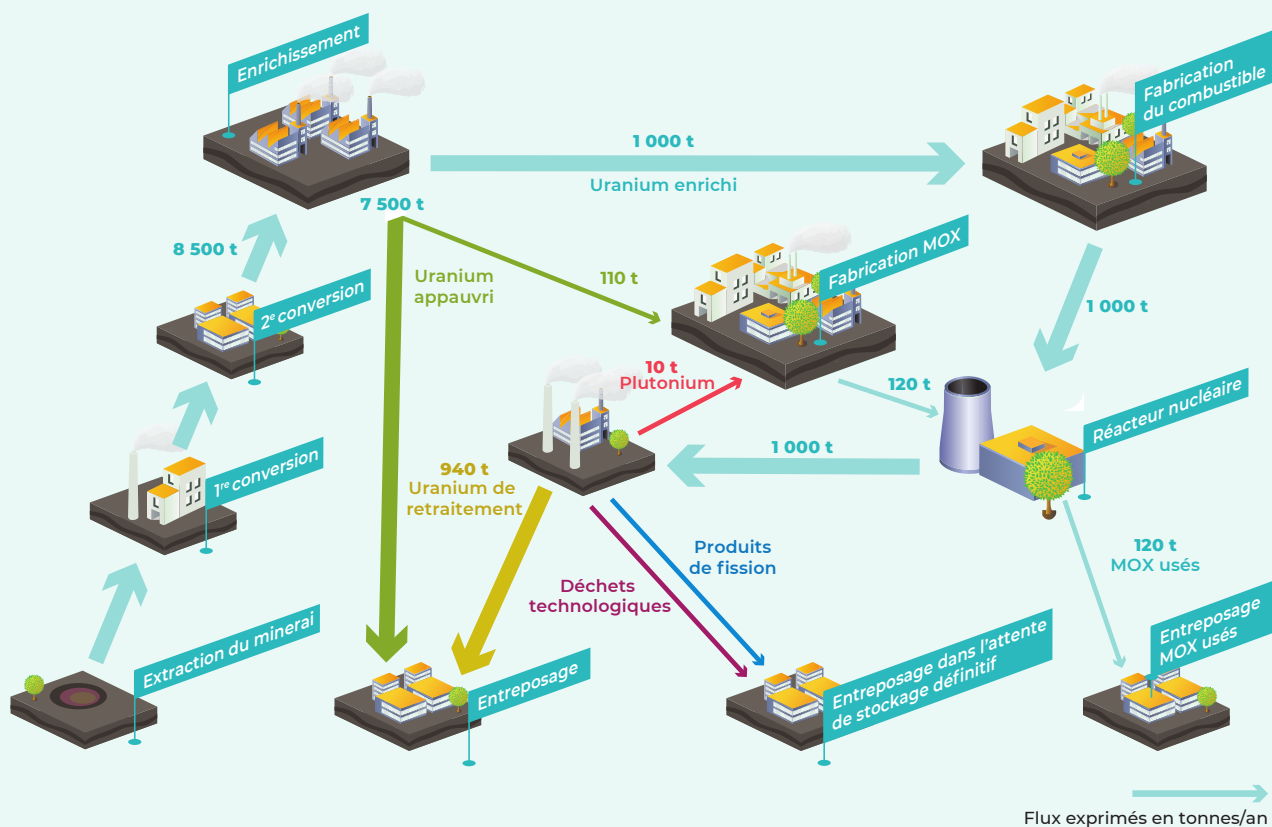 Enrichissement
Fabrication
du combustible
1 000 t
Uranium enrichi
7 500 t
8 500 t
Uranium
appauvri
110 t
Fabrication MOX
2e conversion
1 000 t
10 t
Plutonium
120 t
Réacteur nucléaire
1 000 t
1re conversion
940 t
Uranium de
retraitement
Produits
de fission
Déchets
technologiques
120 t
MOX usés
Extraction du minerai
Entreposage
Entreposage dans l'attente
de stockage définitif
Entreposage
MOX usés
Flux exprimés en tonnes/an